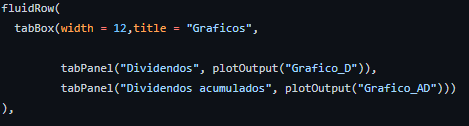 fluidRow(
tabBox(width = 12,title = "Graficos",
tabPanel("Dividendos", plotOutput("Grafico_D")),
tabPanel("Dividendos acumulados", plotOutput("Grafico_AD")))
),